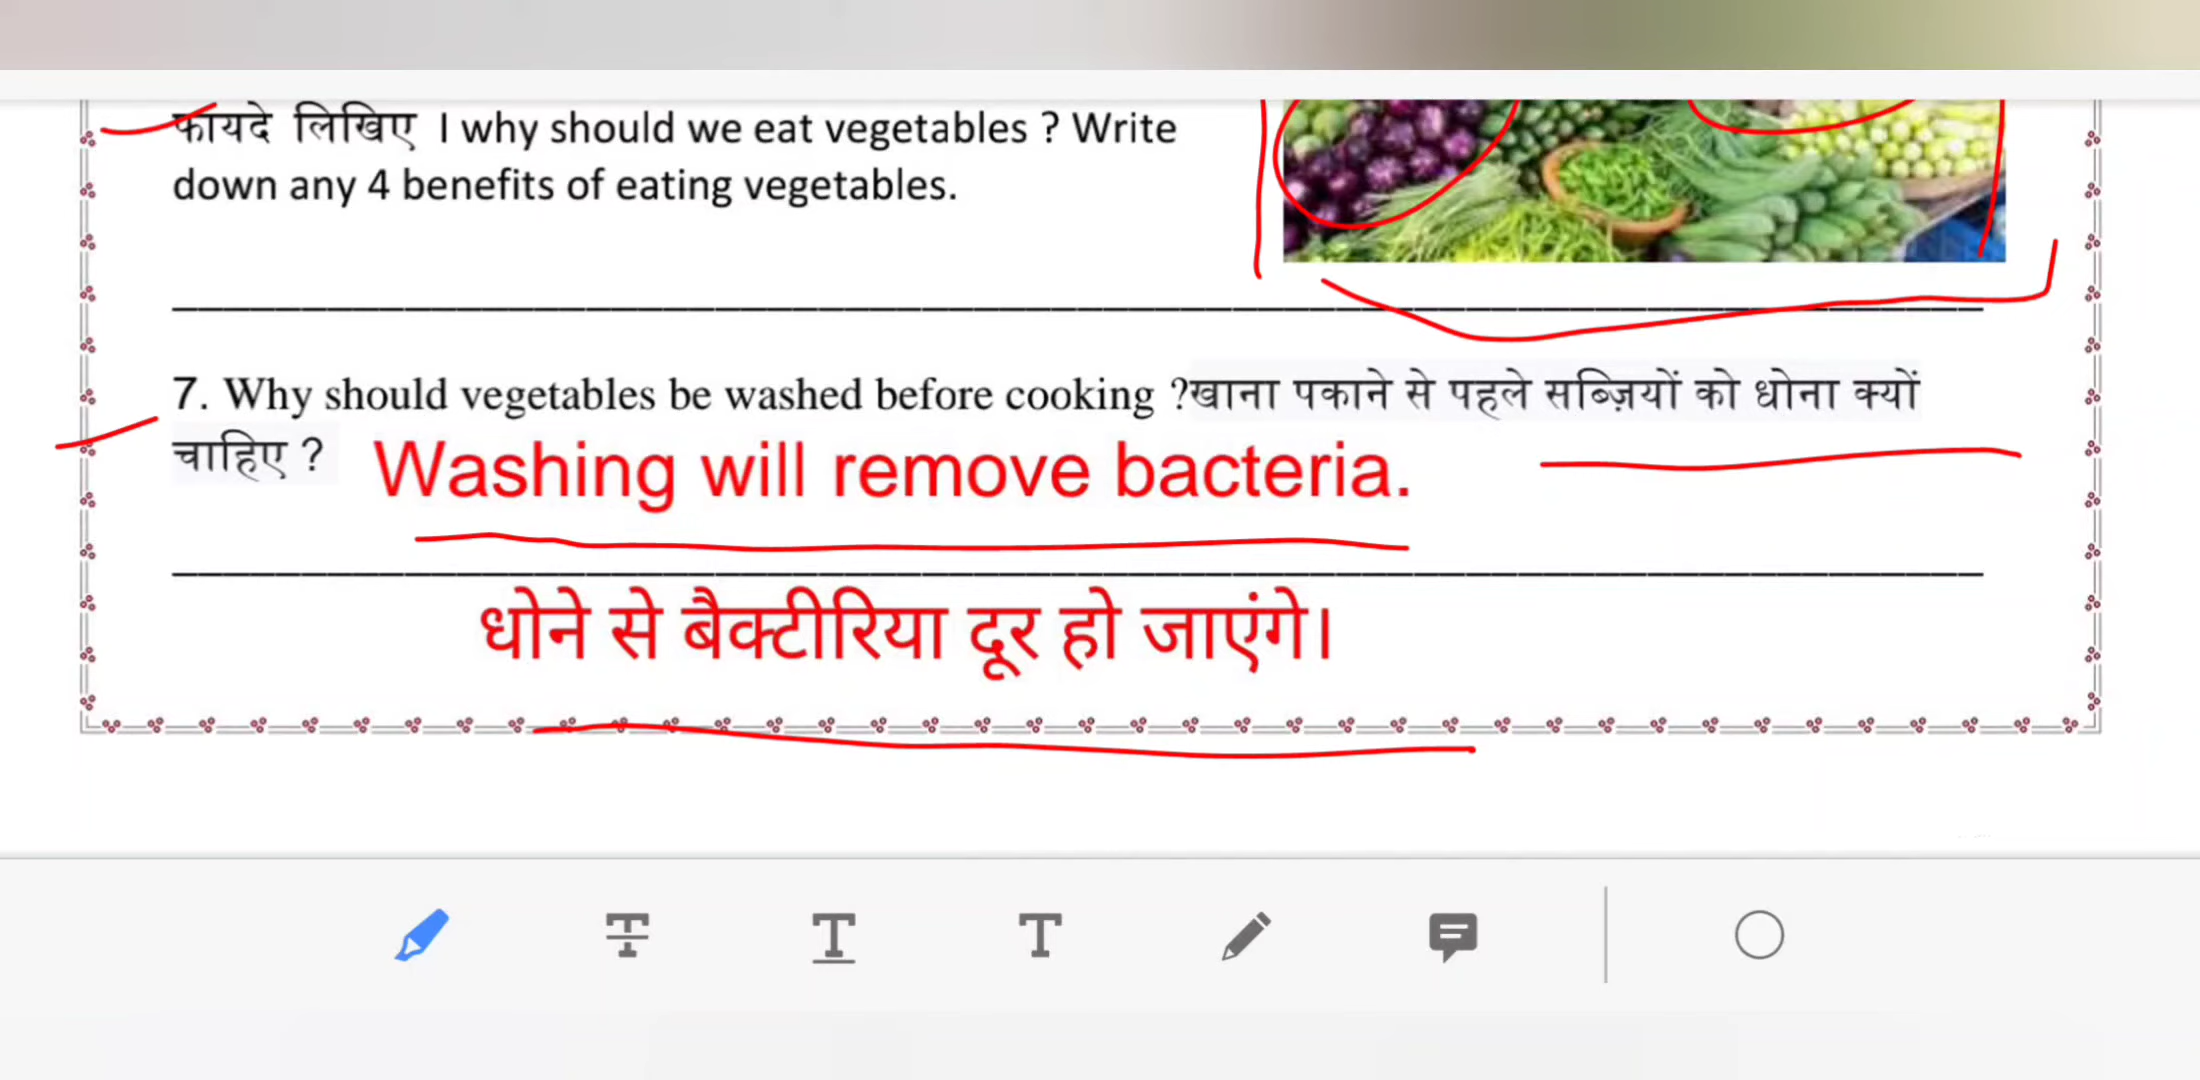 फायदे लिखिए I why should we eat vegetables ? Write
down any 4 benefits of eating vegetables.
7. Why should vegetables be washed before cooking ?खाना पकाने से पहले सब्ज़ियों को धोना क्यों
चाहिए ? Washing will remove bacteria.
धोने से बैक्टीरिया दूर हो जाएंगे।